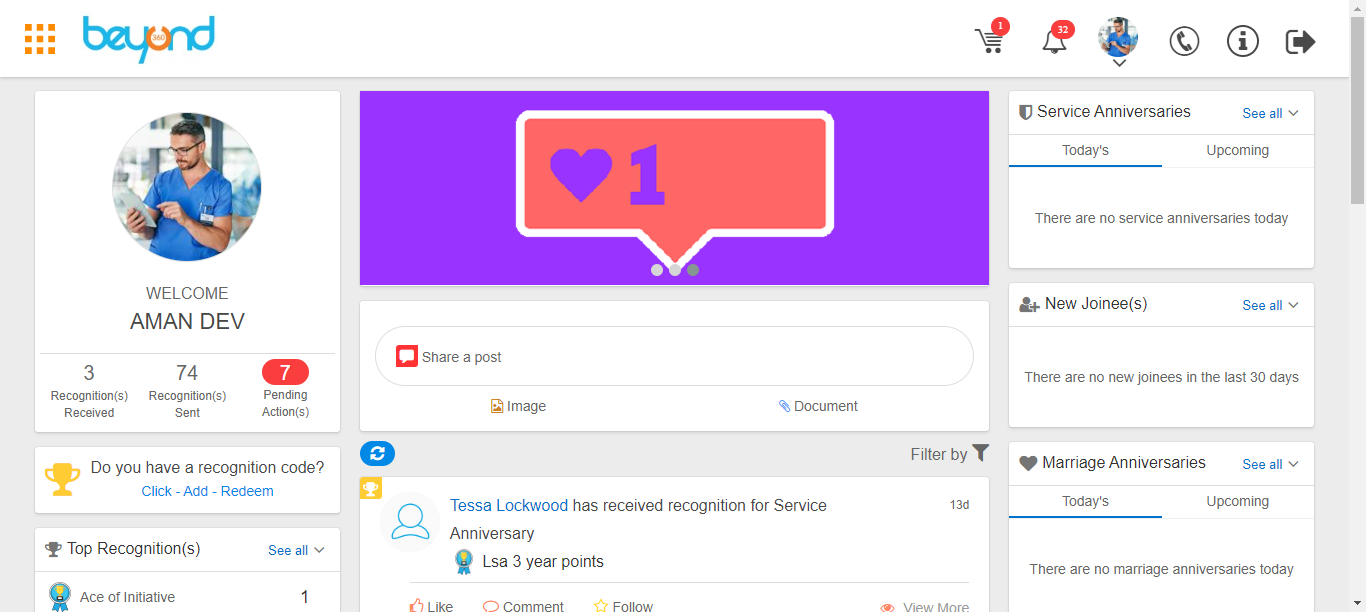 beyond
360
1
32
WELCOME
AMAN DEV
3
Recognition(s)
Received
74
Recognition(s)
Sent
7
Pending
Action(s)
Do you have a recognition code?
Click - Add - Redeem
Top Recognition(s)
See all
Ace of Initiative
1
1
Share a post
Image
Document
Filter by
Tessa Lockwood has received recognition for Service
Anniversary
13d
Lsa 3 year points
Like
Comment
Follow
View More
Service Anniversaries
See all
Today's
Upcoming
There are no service anniversaries today
New Joinee(s)
See all
There are no new joinees in the last 30 days
Marriage Anniversaries
See all
Today's
Upcoming
There are no marriage anniversaries today